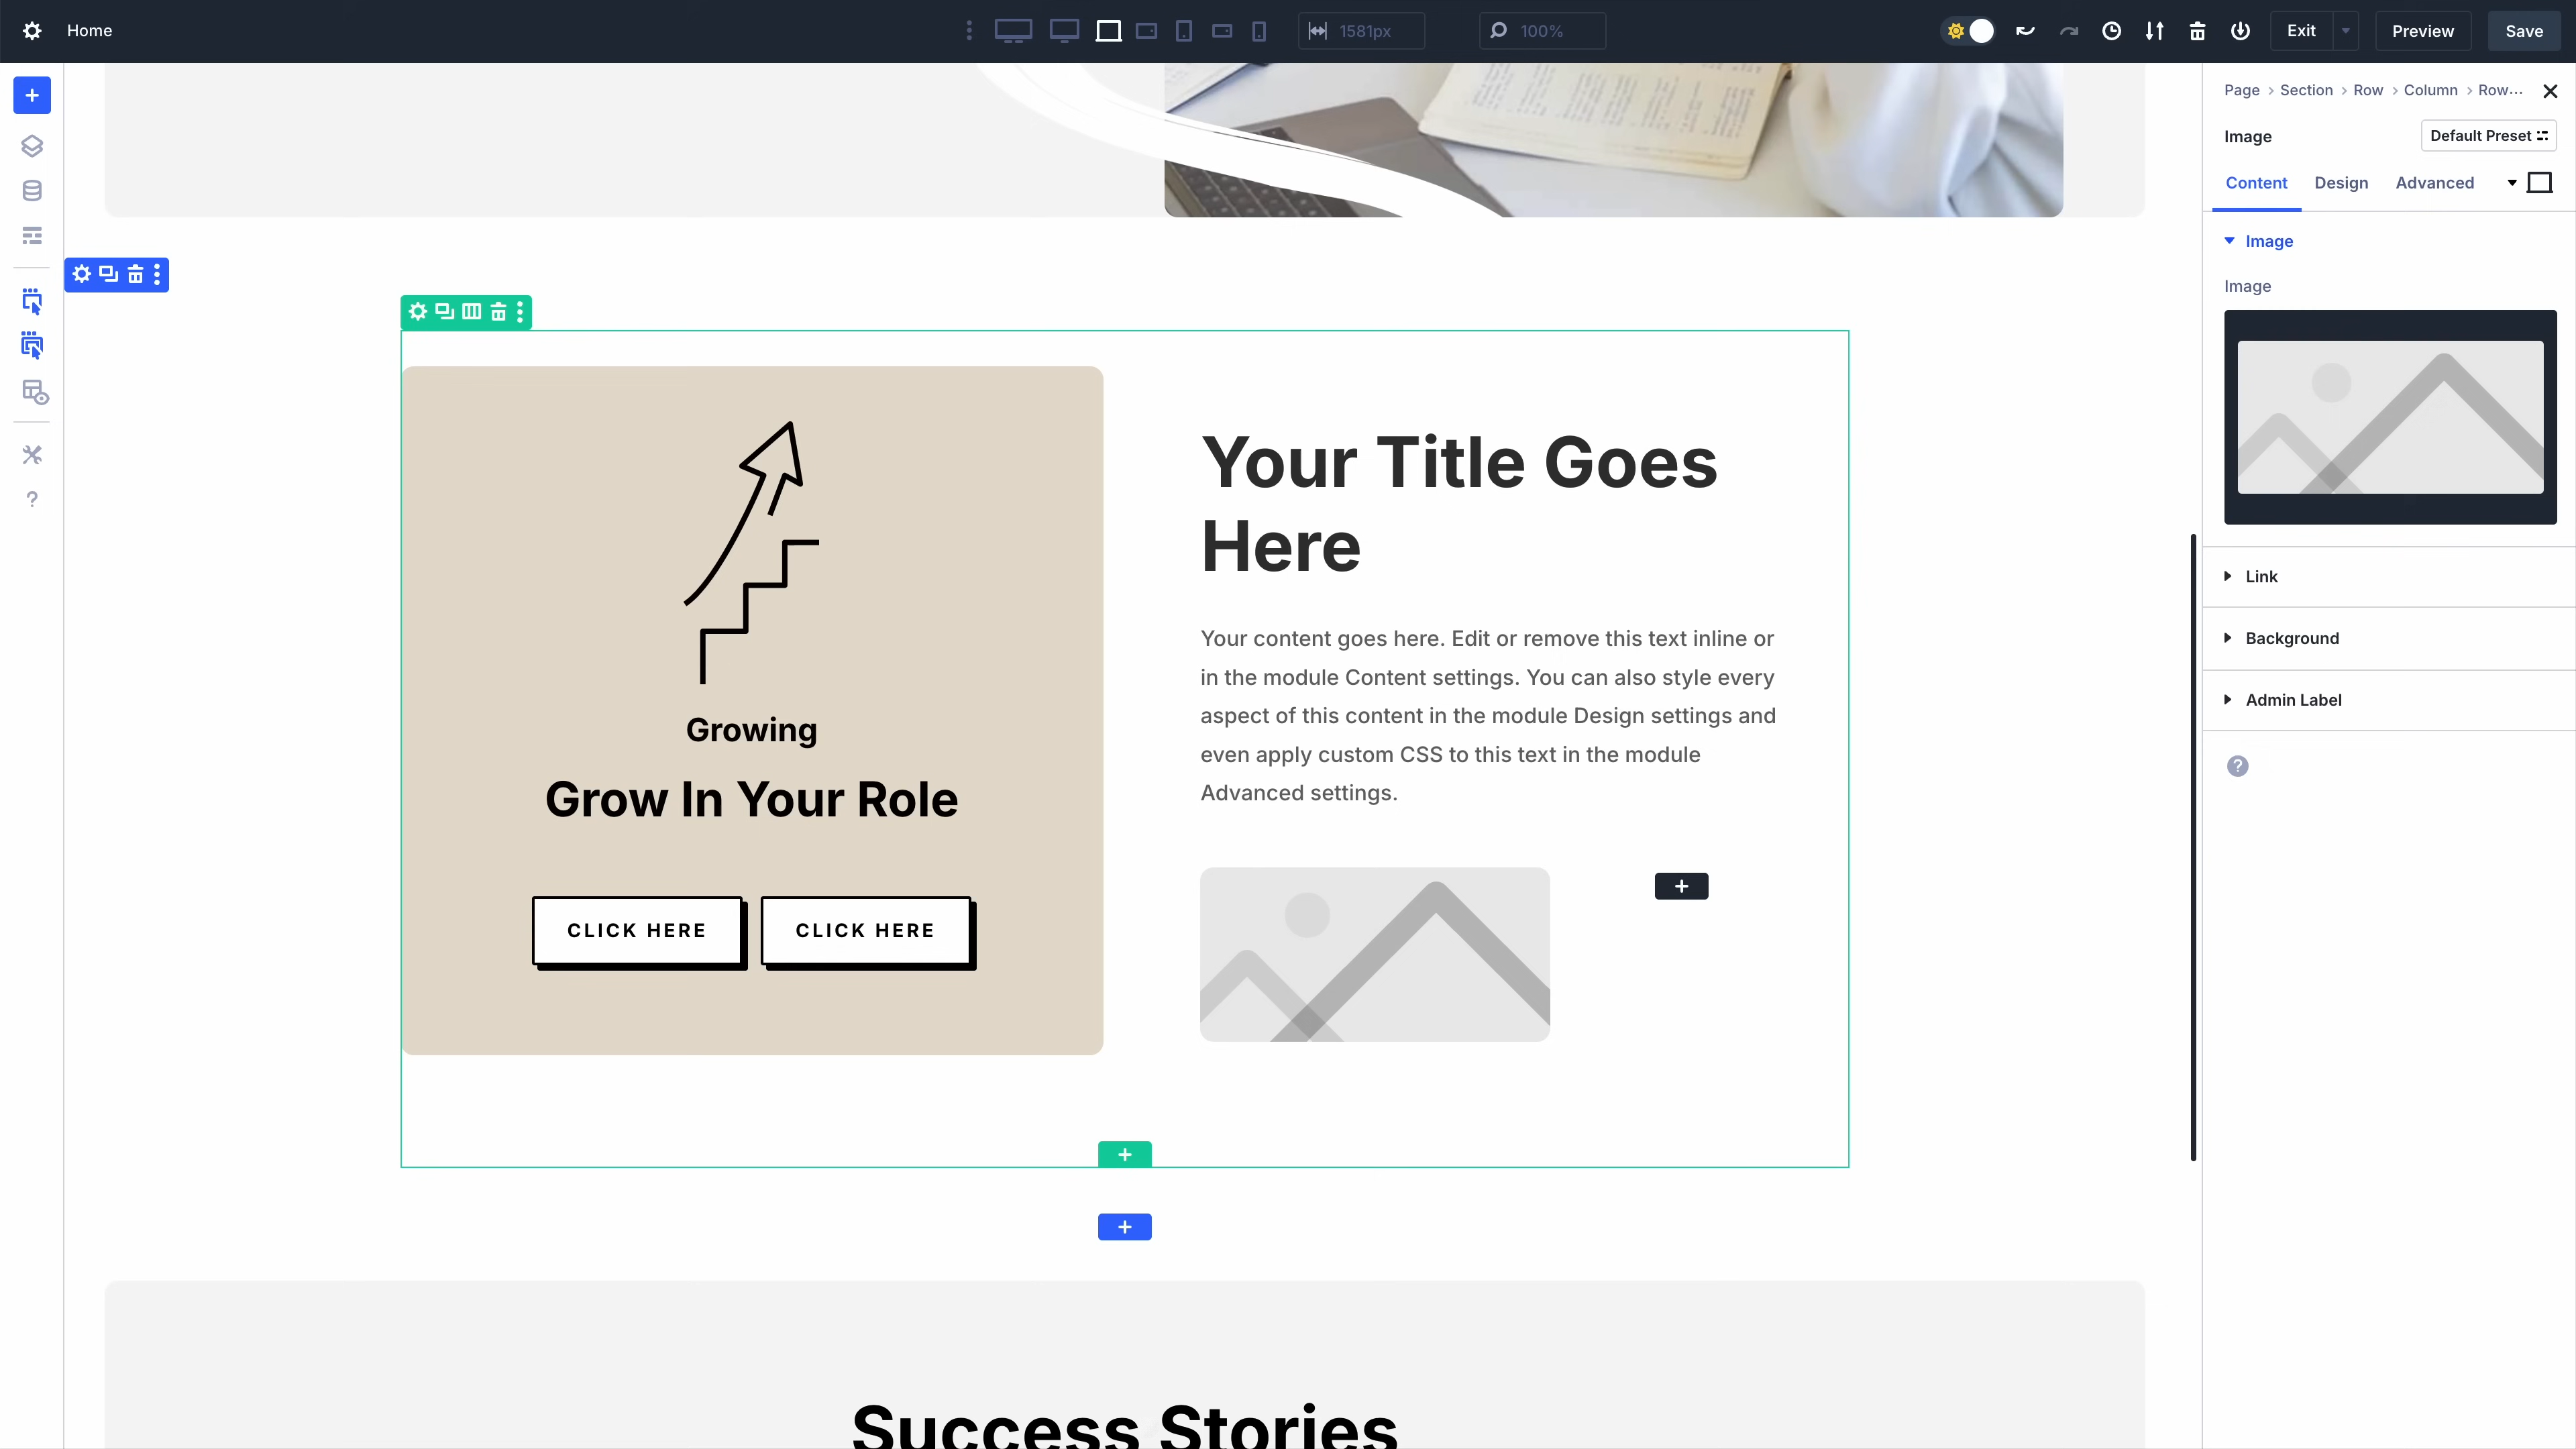 Home
1581px
100%
Exit
Preview
Save
Page > Section > Row > Column > Row...
Image
Default Preset
Content
Design
Advanced
Image
Image
Link
Background
Admin Label
?
?
Growing
Grow In Your Role
CLICK HERE
CLICK HERE
Your Title Goes
Here
Your content goes here. Edit or remove this text inline or
in the module Content settings. You can also style every
aspect of this content in the module Design settings and
even apply custom CSS to this text in the module
Advanced settings.
Success Stories